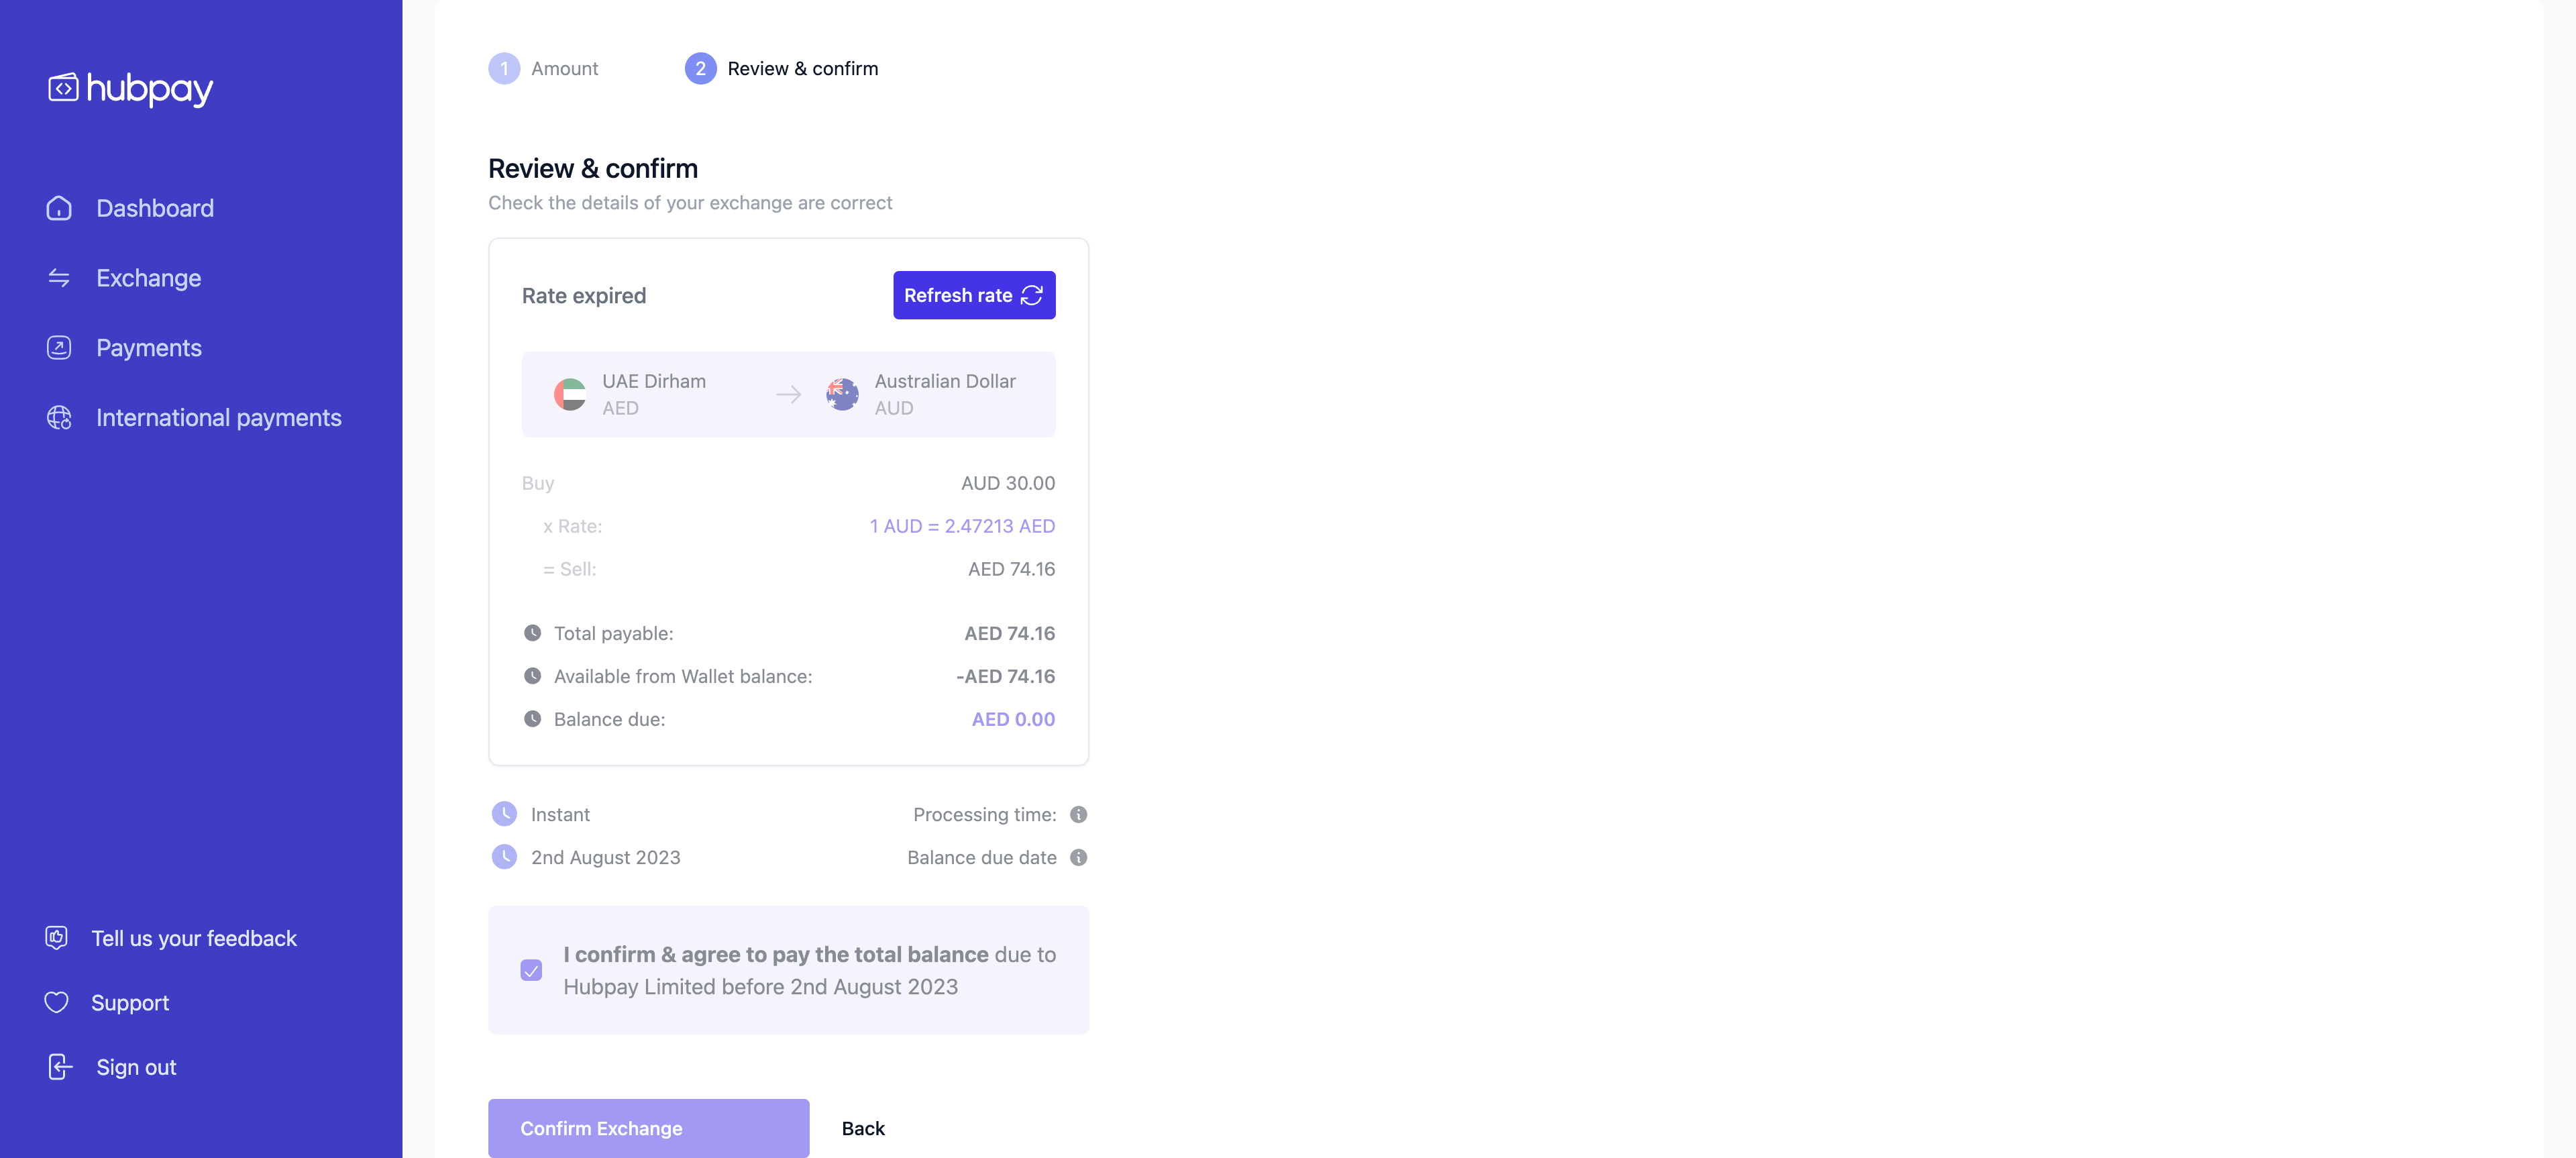 hubpay
Dashboard
Exchange
Payments
International payments
Tell us your feedback
Support
Sign out
1 Amount
2 Review & confirm
Review & confirm
Check the details of your exchange are correct
Rate expired
Refresh rate
UAE Dirham
AED
Australian Dollar
AUD
Buy AUD 30.00
x Rate: 1 AUD = 2.47213 AED
= Sell: AED 74.16
Total payable: AED 74.16
Available from Wallet balance: -AED 74.16
Balance due: AED 0.00
Instant Processing time:
2nd August 2023 Balance due date
I confirm & agree to pay the total balance due to
Hubpay Limited before 2nd August 2023
Confirm Exchange
Back